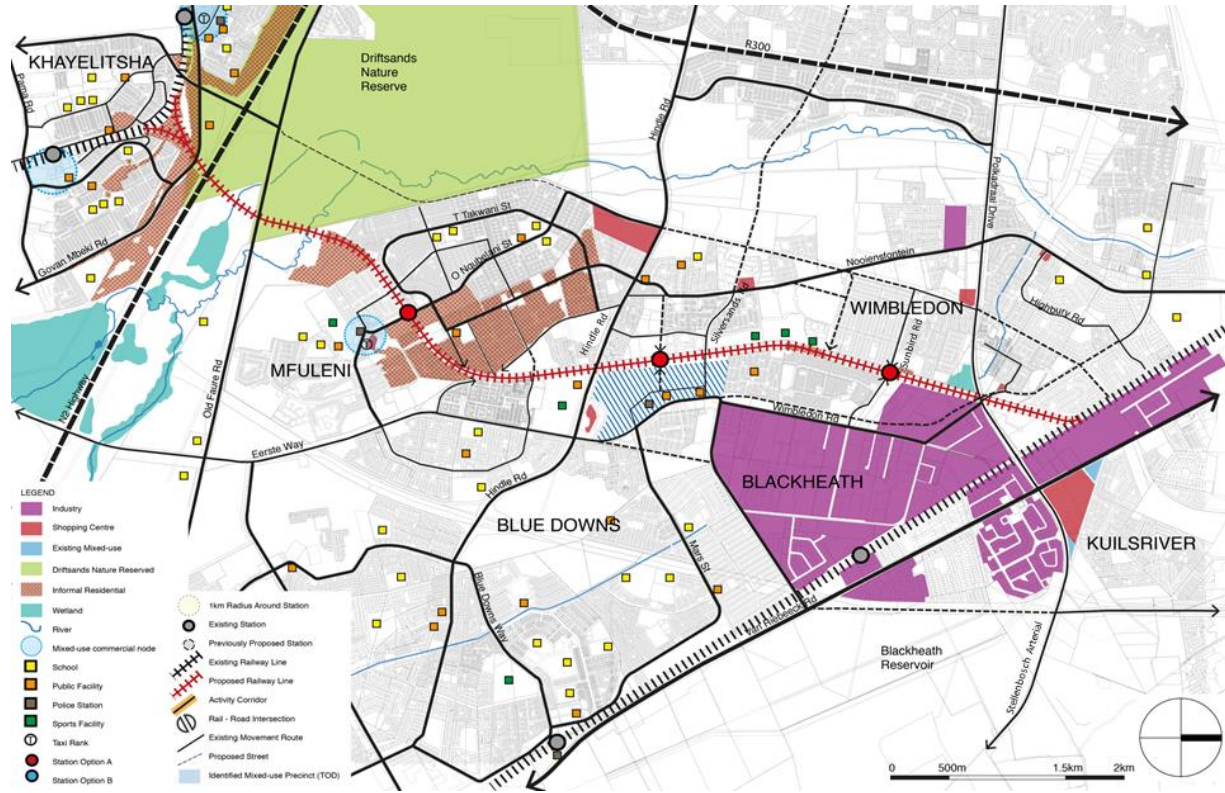 KHAYELITSHA
Driftsands
Nature
Reserve
R300
Pama Rd
Hindle Rd
Polkadraai Drive
Govan Mbeki Rd
T Takwani St
O Nqubelani St
Nooiensfontein
Silversands Rd
WIMBLEDON
Sunbird Rd
Highbury Rd
Hindle Rd
MFULENI
N2 Highway
Old Faure Rd
Eerste Way
Wimbledon Rd
Hindle Rd
BLACKHEATH
BLUE DOWNS
KUILSRIVER
Mars St
Blue Downs Way
Van Riebeeck Rd
Blackheath
Reservoir
Stellenbosch Arterial
LEGEND
Industry
Shopping Centre
Existing Mixed-use
Driftsands Nature Reserved
Informal Residential
Wetland
River
Mixed-use commercial node
School
Public Facility
Police Station
Sports Facility
T Taxi Rank
Station Option A
Station Option B
1km Radius Around Station
Existing Station
Previously Proposed Station
Existing Railway Line
Proposed Railway Line
Activity Corridor
Rail - Road Intersection
Existing Movement Route
Proposed Street
Identified Mixed-use Precinct (TOD)
0 500m 1.5km 2km